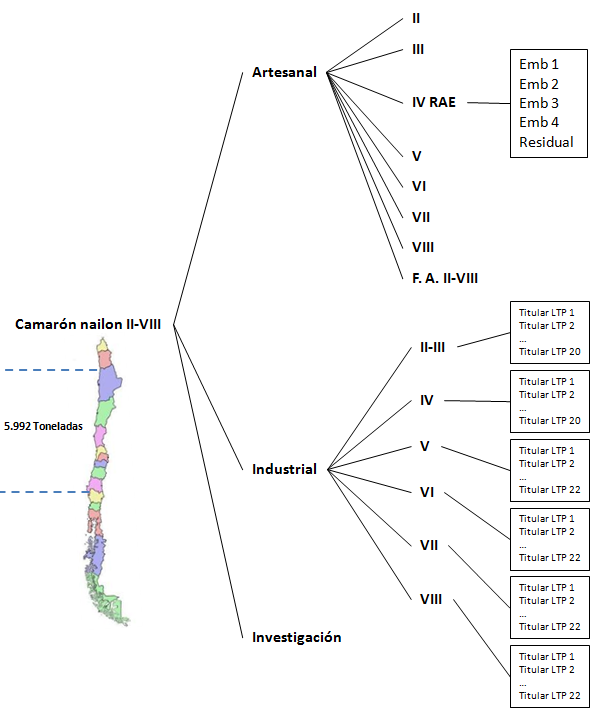 Camarón nailon II-VIII
5.992 Toneladas
Artesanal
II
III
IV RAE
Emb 1
Emb 2
Emb 3
Emb 4
Residual
V
VI
VII
VIII
F. A. II-VIII
Industrial
II-III
Titular LTP 1
Titular LTP 2
...
Titular LTP 20
IV
Titular LTP 1
Titular LTP 2
...
Titular LTP 20
V
Titular LTP 1
Titular LTP 2
...
Titular LTP 22
VI
Titular LTP 1
Titular LTP 2
...
Titular LTP 22
VII
Titular LTP 1
Titular LTP 2
...
Titular LTP 22
VIII
Titular LTP 1
Titular LTP 2
...
Titular LTP 22
Investigación